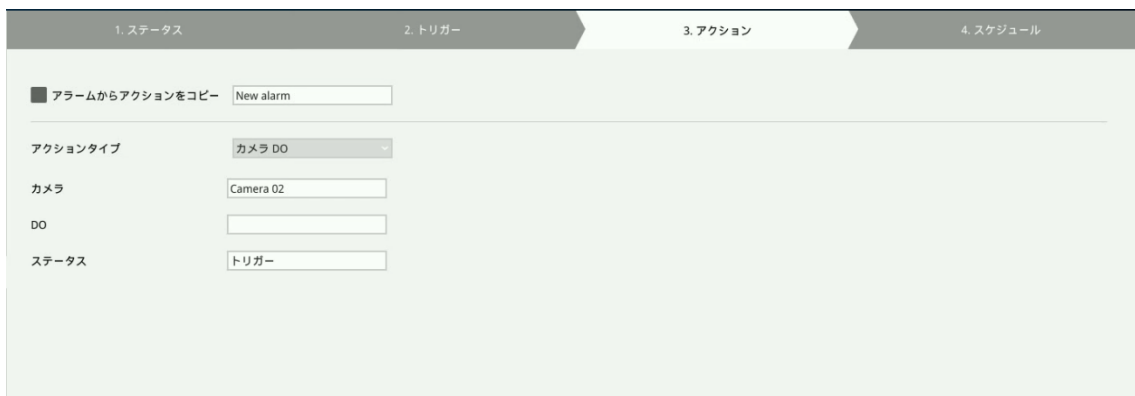 1. ステータス
2. トリガー
3. アクション
4. スケジュール
アラームからアクションをコピー New alarm
アクションタイプ カメラ DO
カメラ Camera 02
DO
ステータス トリガー